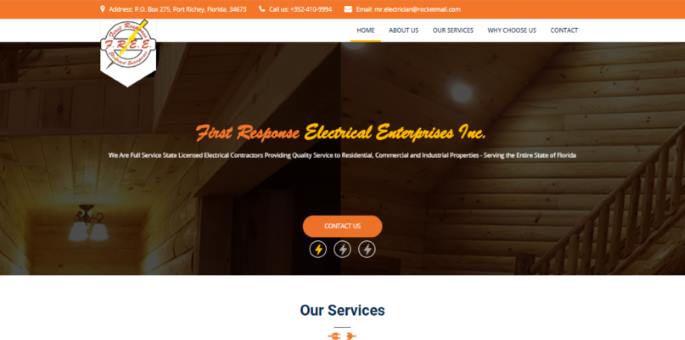 Address: P.O. Box 275, Port Richey, Florida. 34673 Call us: +352-410-9994 Email: mr.electrician@rocketmail.com
First Response
F.R.E.E.
HOME ABOUT US OUR SERVICES WHY CHOOSE US CONTACT
First Response Electrical Enterprises Inc.
We Are Full Service State Licensed Electrical Contractors Providing Quality Service to Residential, Commercial and Industrial Properties - Serving the Entire State of Florida
CONTACT US
Our Services